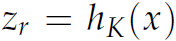 z_r = h_K(x)